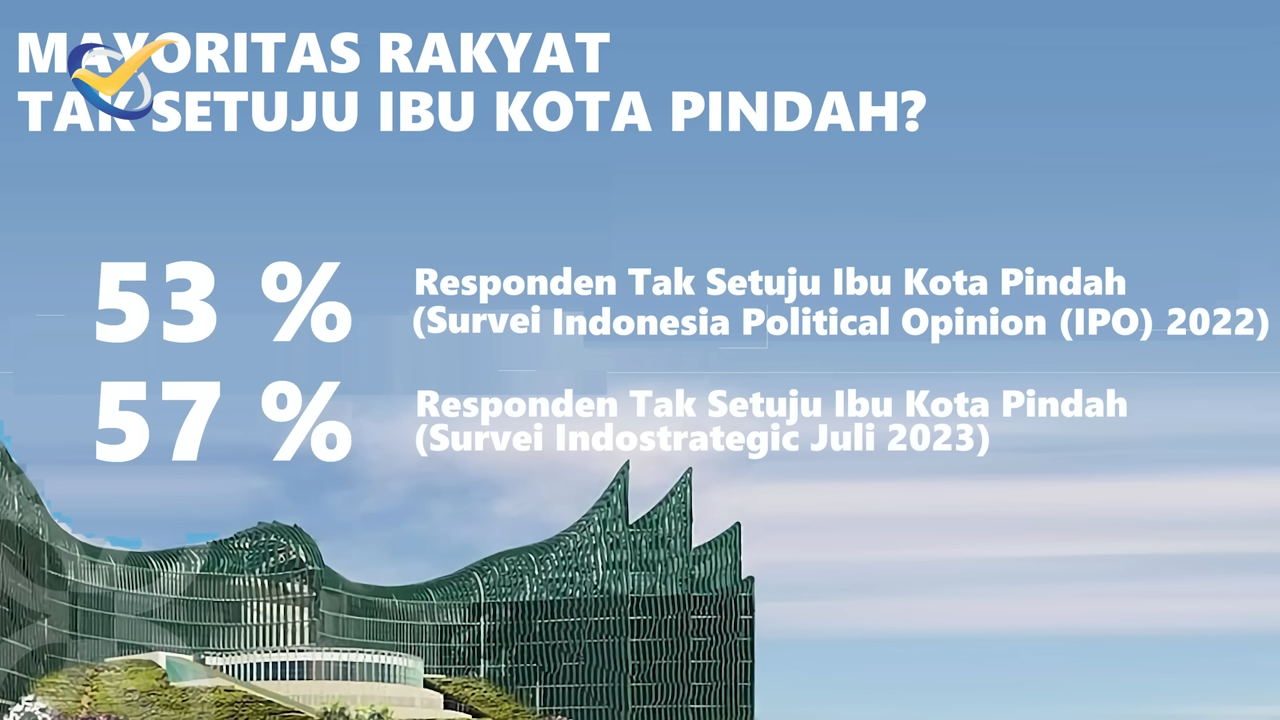 MAYORITAS RAKYAT
TAK SETUJU IBU KOTA PINDAH?
53 %
Responden Tak Setuju Ibu Kota Pindah
(Survei Indonesia Political Opinion (IPO) 2022)
57 %
Responden Tak Setuju Ibu Kota Pindah
(Survei Indostrategic Juli 2023)